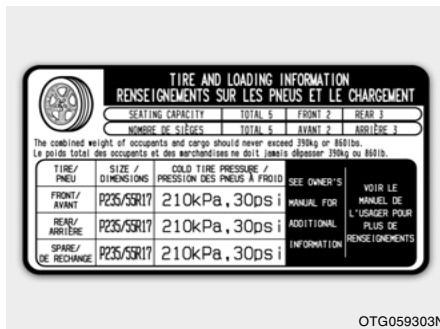 TIRE AND LOADING INFORMATION
RENSEIGNEMENTS SUR LES PNEUS ET LE CHARGEMENT
SEATING CAPACITY TOTAL 5 FRONT 2 REAR 3
NOMBRE DE SIÈGES TOTAL 5 AVANT 2 ARRIÈRE 3
The combined weight of occupants and cargo should never exceed 390kg or 860lbs.
Le poids total des occupants et des marchandises ne doit jamais dépasser 390kg ou 860lb.
TIRE/
PNEU
SIZE /
DIMENSIONS
COLD TIRE PRESSURE /
PRESSION DES PNEUS À FROID
FRONT/
AVANT
P235/55R17 210kPa,30psi
REAR/
ARRIÈRE
P235/55R17 210kPa,30psi
SPARE/
DE RECHANGE
P235/55R17 210kPa,30psi
SEE OWNER'S
MANUAL FOR
ADDITIONAL
INFORMATION
VOIR LE
MANUEL DE
L'USAGER POUR
PLUS DE
RENSEIGNEMENTS
OTG059303N